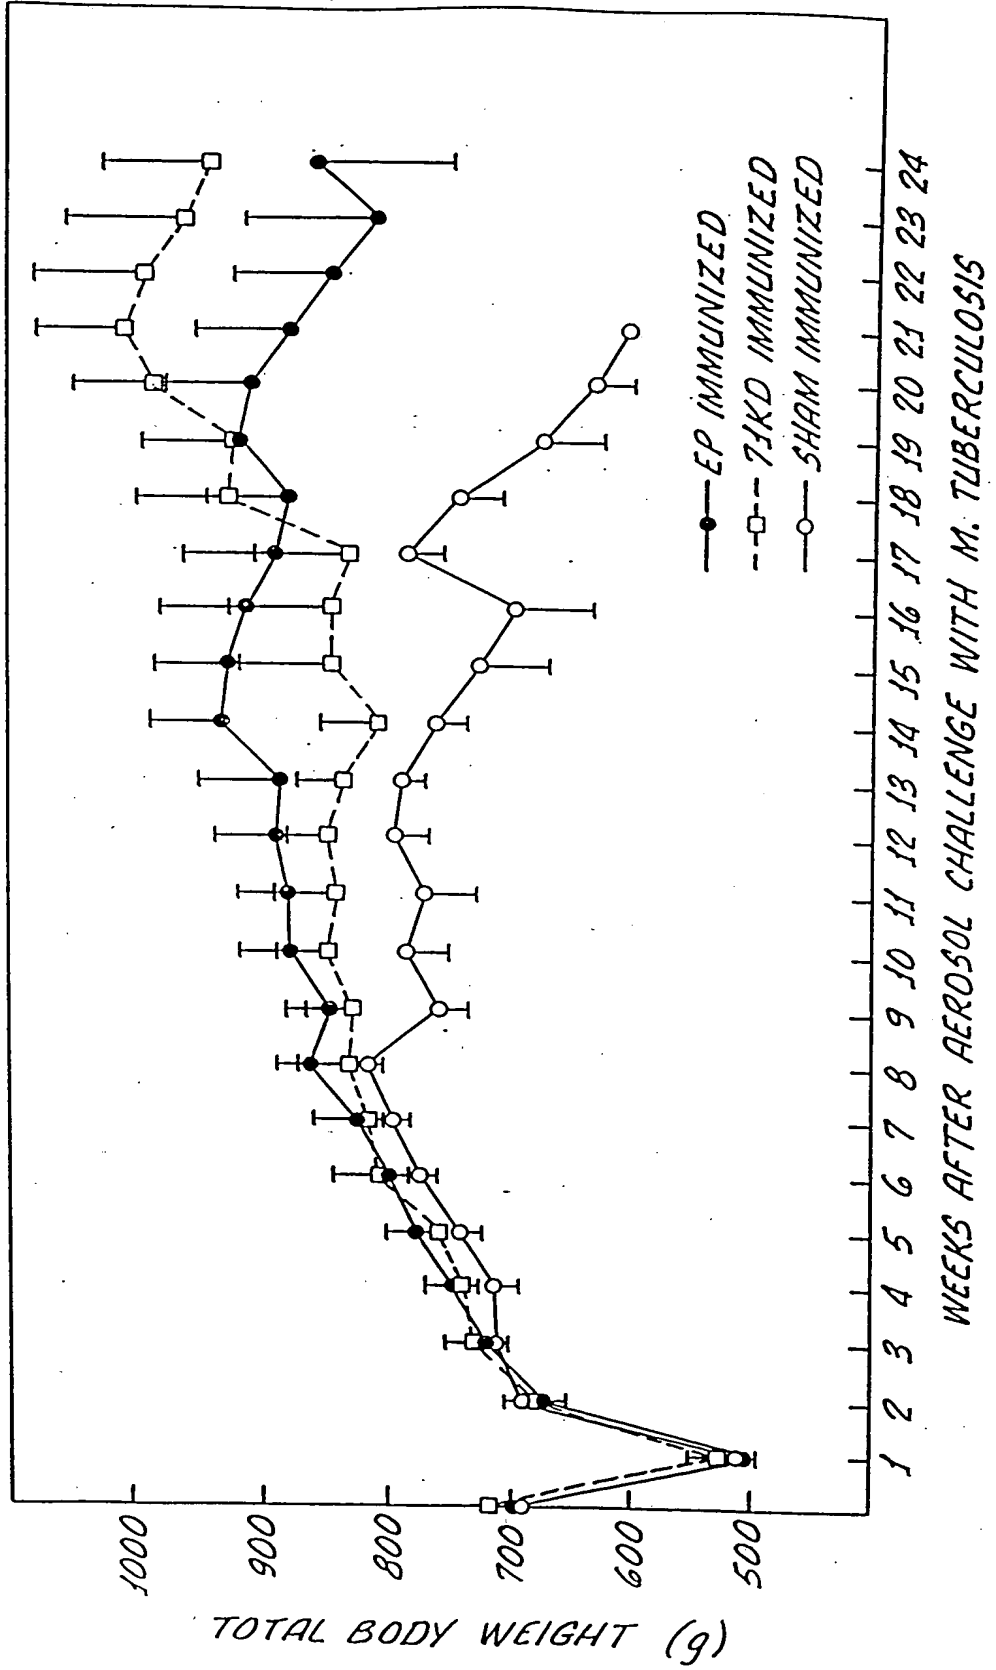 TOTAL BODY WEIGHT (g)
1000
900
800
700
600
500
EP IMMUNIZED
71KD IMMUNIZED
SHAM IMMUNIZED
1 2 3 4 5 6 7 8 9 10 11 12 13 14 15 16 17 18 19 20 21 22 23 24
WEEKS AFTER AEROSOL CHALLENGE WITH M. TUBERCULOSIS